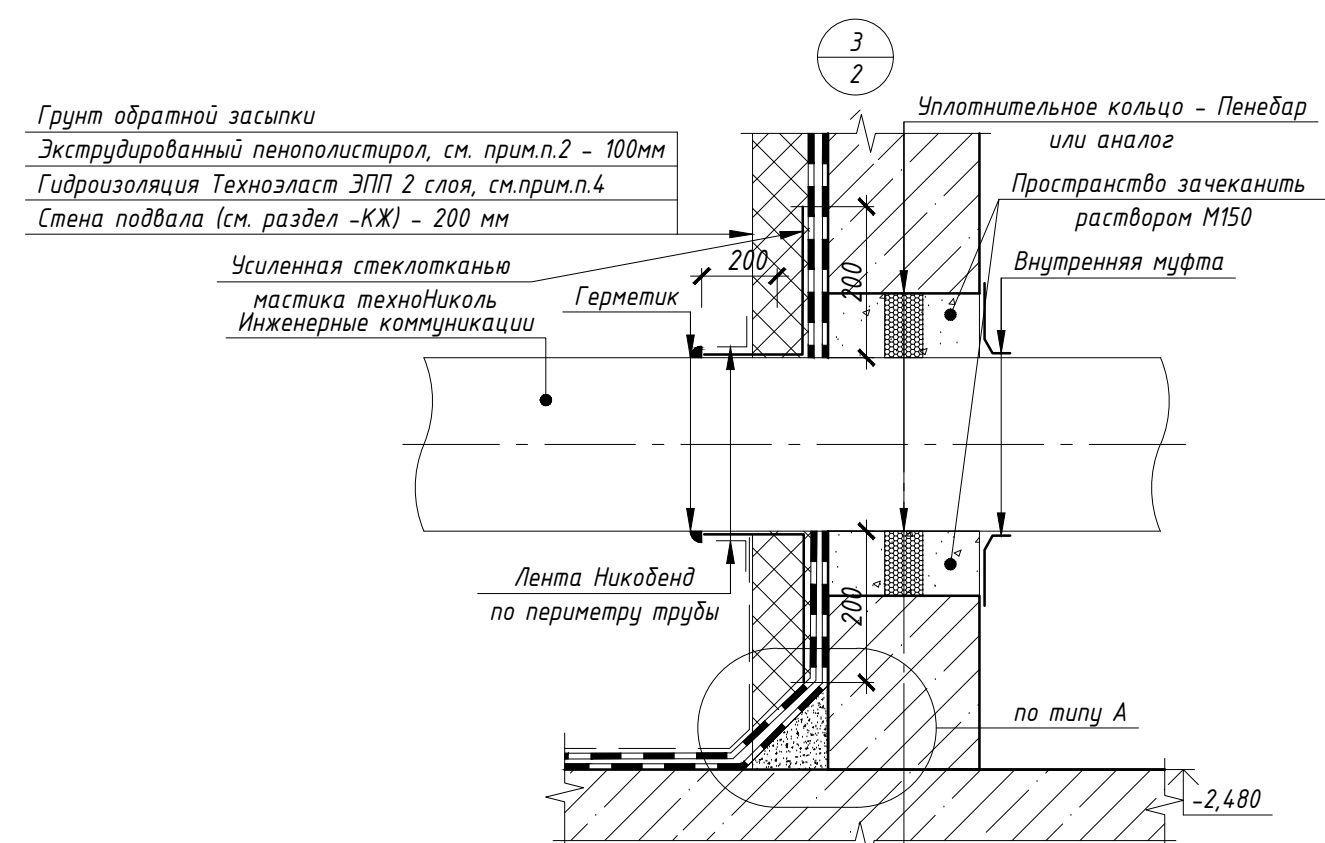 3
2
Грунт обратной засыпки
Экструдированный пенополистирол, см. прим.п.2 - 100мм
Гидроизоляция Техноэласт ЭПП 2 слоя, см.прим.п.4
Стена подвала (см. раздел -КЖ) - 200 мм
Усиленная стеклотканью
мастика техноНиколь
Инженерные коммуникации
Герметик
200
200
Уплотнительное кольцо - Пенебар
или аналог
Пространство зачеканить
раствором М150
Внутренняя муфта
Лента Никобенд
по периметру трубы
200
по типу А
-2,480